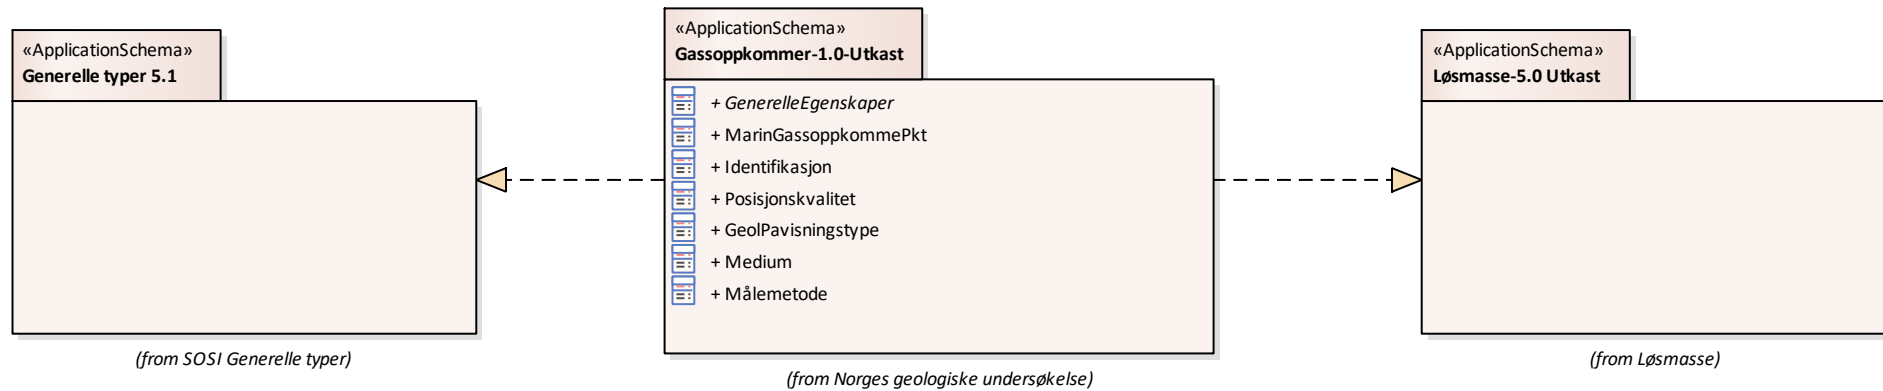 «ApplicationSchema»
Generelle typer 5.1
(from SOSI Generelle typer)
«ApplicationSchema»
Gassoppkommer-1.0-Utkast
+ GenerelleEgenskaper
+ MarinGassoppkommePkt
+ Identifikasjon
+ Posisjonskvalitet
+ GeolPavisningstype
+ Medium
+ Målemetode
(from Norges geologiske undersøkelse)
«ApplicationSchema»
Løsmasse-5.0 Utkast
(from Løsmasse)